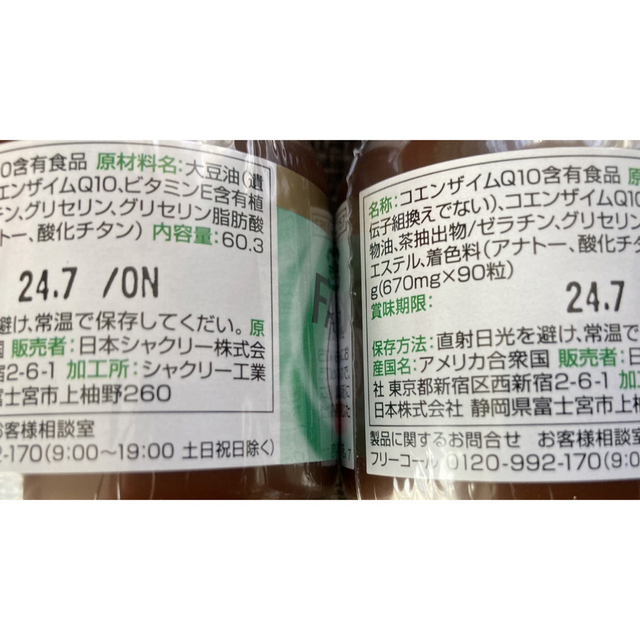 0含有食品 原材料名:大豆油(遺
エンザイムQ10、ビタミンE含有植
チン、グリセリン、グリセリン脂肪酸
トー、酸化チタン) 内容量:60.3
24.7 /ON
避け、常温で保存してください。原
国 販売者:日本シャクリー株式会
宿2-6-1 加工所:シャクリー工業
富士宮市上柚野260
お客様相談室
2-170(9:00〜19:00 土日祝日除く)
名称:コエンザイムQ10含有食品 原
伝子組換えでない)、コエンザイムQ10
物油、茶抽出物/ゼラチン、グリセリン
エステル、着色料(アナトー、酸化チタ
g(670mg×90粒)
賞味期限:
24.7
保存方法:直射日光を避け、常温で
産国名:アメリカ合衆国 販売者:日
社 東京都新宿区西新宿2-6-1 加工
日本株式会社 静岡県富士宮市上柚
製品に関するお問合せ お客様相談室
フリーコール 0120-992-170(9:00